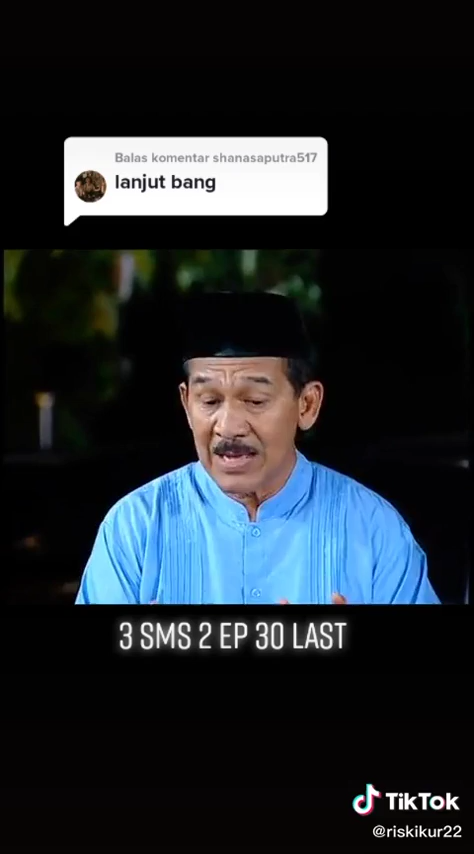 Balas komentar shanasaputra517
lanjut bang
3 SMS 2 EP 30 LAST
TikTok
@riskikur22